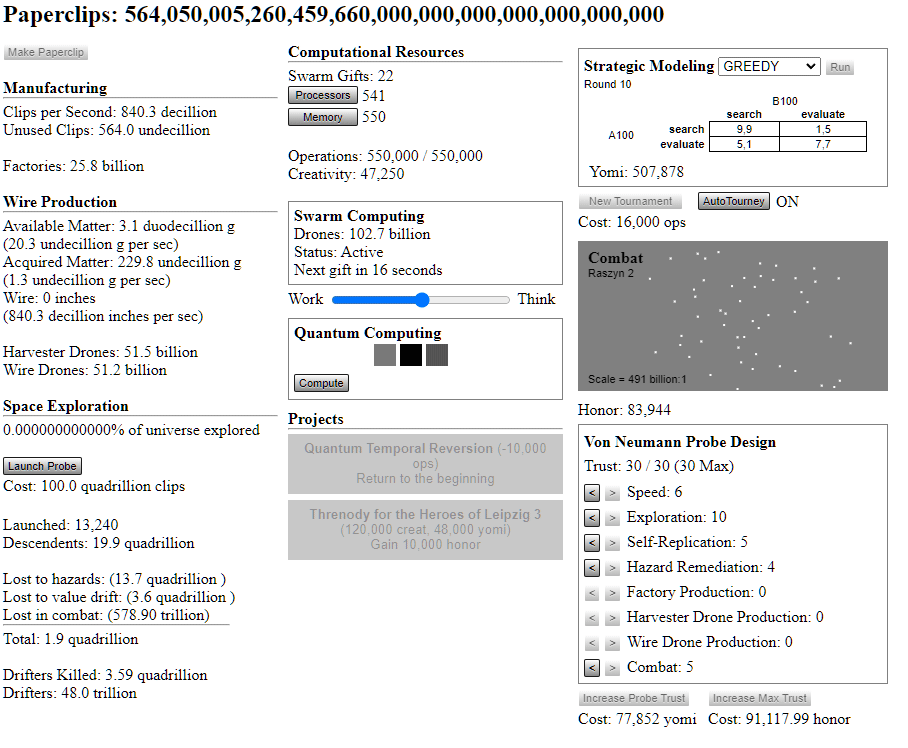 Paperclips: 564,050,005,260,459,660,000,000,000,000,000,000,000
Make Paperclip
Manufacturing
Clips per Second: 840.3 decillion
Unused Clips: 564.0 undecillion
Factories: 25.8 billion
Wire Production
Available Matter: 3.1 duodecillion g
(20.3 undecillion g per sec)
Acquired Matter: 229.8 undecillion g
(1.3 undecillion g per sec)
Wire: 0 inches
(840.3 decillion inches per sec)
Harvester Drones: 51.5 billion
Wire Drones: 51.2 billion
Space Exploration
0.000000000000% of universe explored
Launch Probe
Cost: 100.0 quadrillion clips
Launched: 13,240
Descendents: 19.9 quadrillion
Lost to hazards: (13.7 quadrillion )
Lost to value drift: (3.6 quadrillion )
Lost in combat: (578.90 trillion)
Total: 1.9 quadrillion
Drifters Killed: 3.59 quadrillion
Drifters: 48.0 trillion
Computational Resources
Swarm Gifts: 22
Processors 541
Memory 550
Operations: 550,000 / 550,000
Creativity: 47,250
Swarm Computing
Drones: 102.7 billion
Status: Active
Next gift in 16 seconds
Work Think
Quantum Computing
Compute
Projects
Quantum Temporal Reversion (-10,000
ops)
Return to the beginning
Threnody for the Heroes of Leipzig 3
(120,000 creat, 48,000 yomi)
Gain 10,000 honor
Strategic Modeling GREEDY Run
Round 10
B100
search evaluate
A100
search 9,9 1,5
evaluate 5,1 7,7
Yomi: 507,878
New Tournament AutoTourney ON
Cost: 16,000 ops
Combat
Raszyn 2
Scale = 491 billion:1
Honor: 83,944
Von Neumann Probe Design
Trust: 30 / 30 (30 Max)
< > Speed: 6
< > Exploration: 10
< > Self-Replication: 5
< > Hazard Remediation: 4
< > Factory Production: 0
< > Harvester Drone Production: 0
< > Wire Drone Production: 0
< > Combat: 5
Increase Probe Trust Increase Max Trust
Cost: 77,852 yomi Cost: 91,117.99 honor